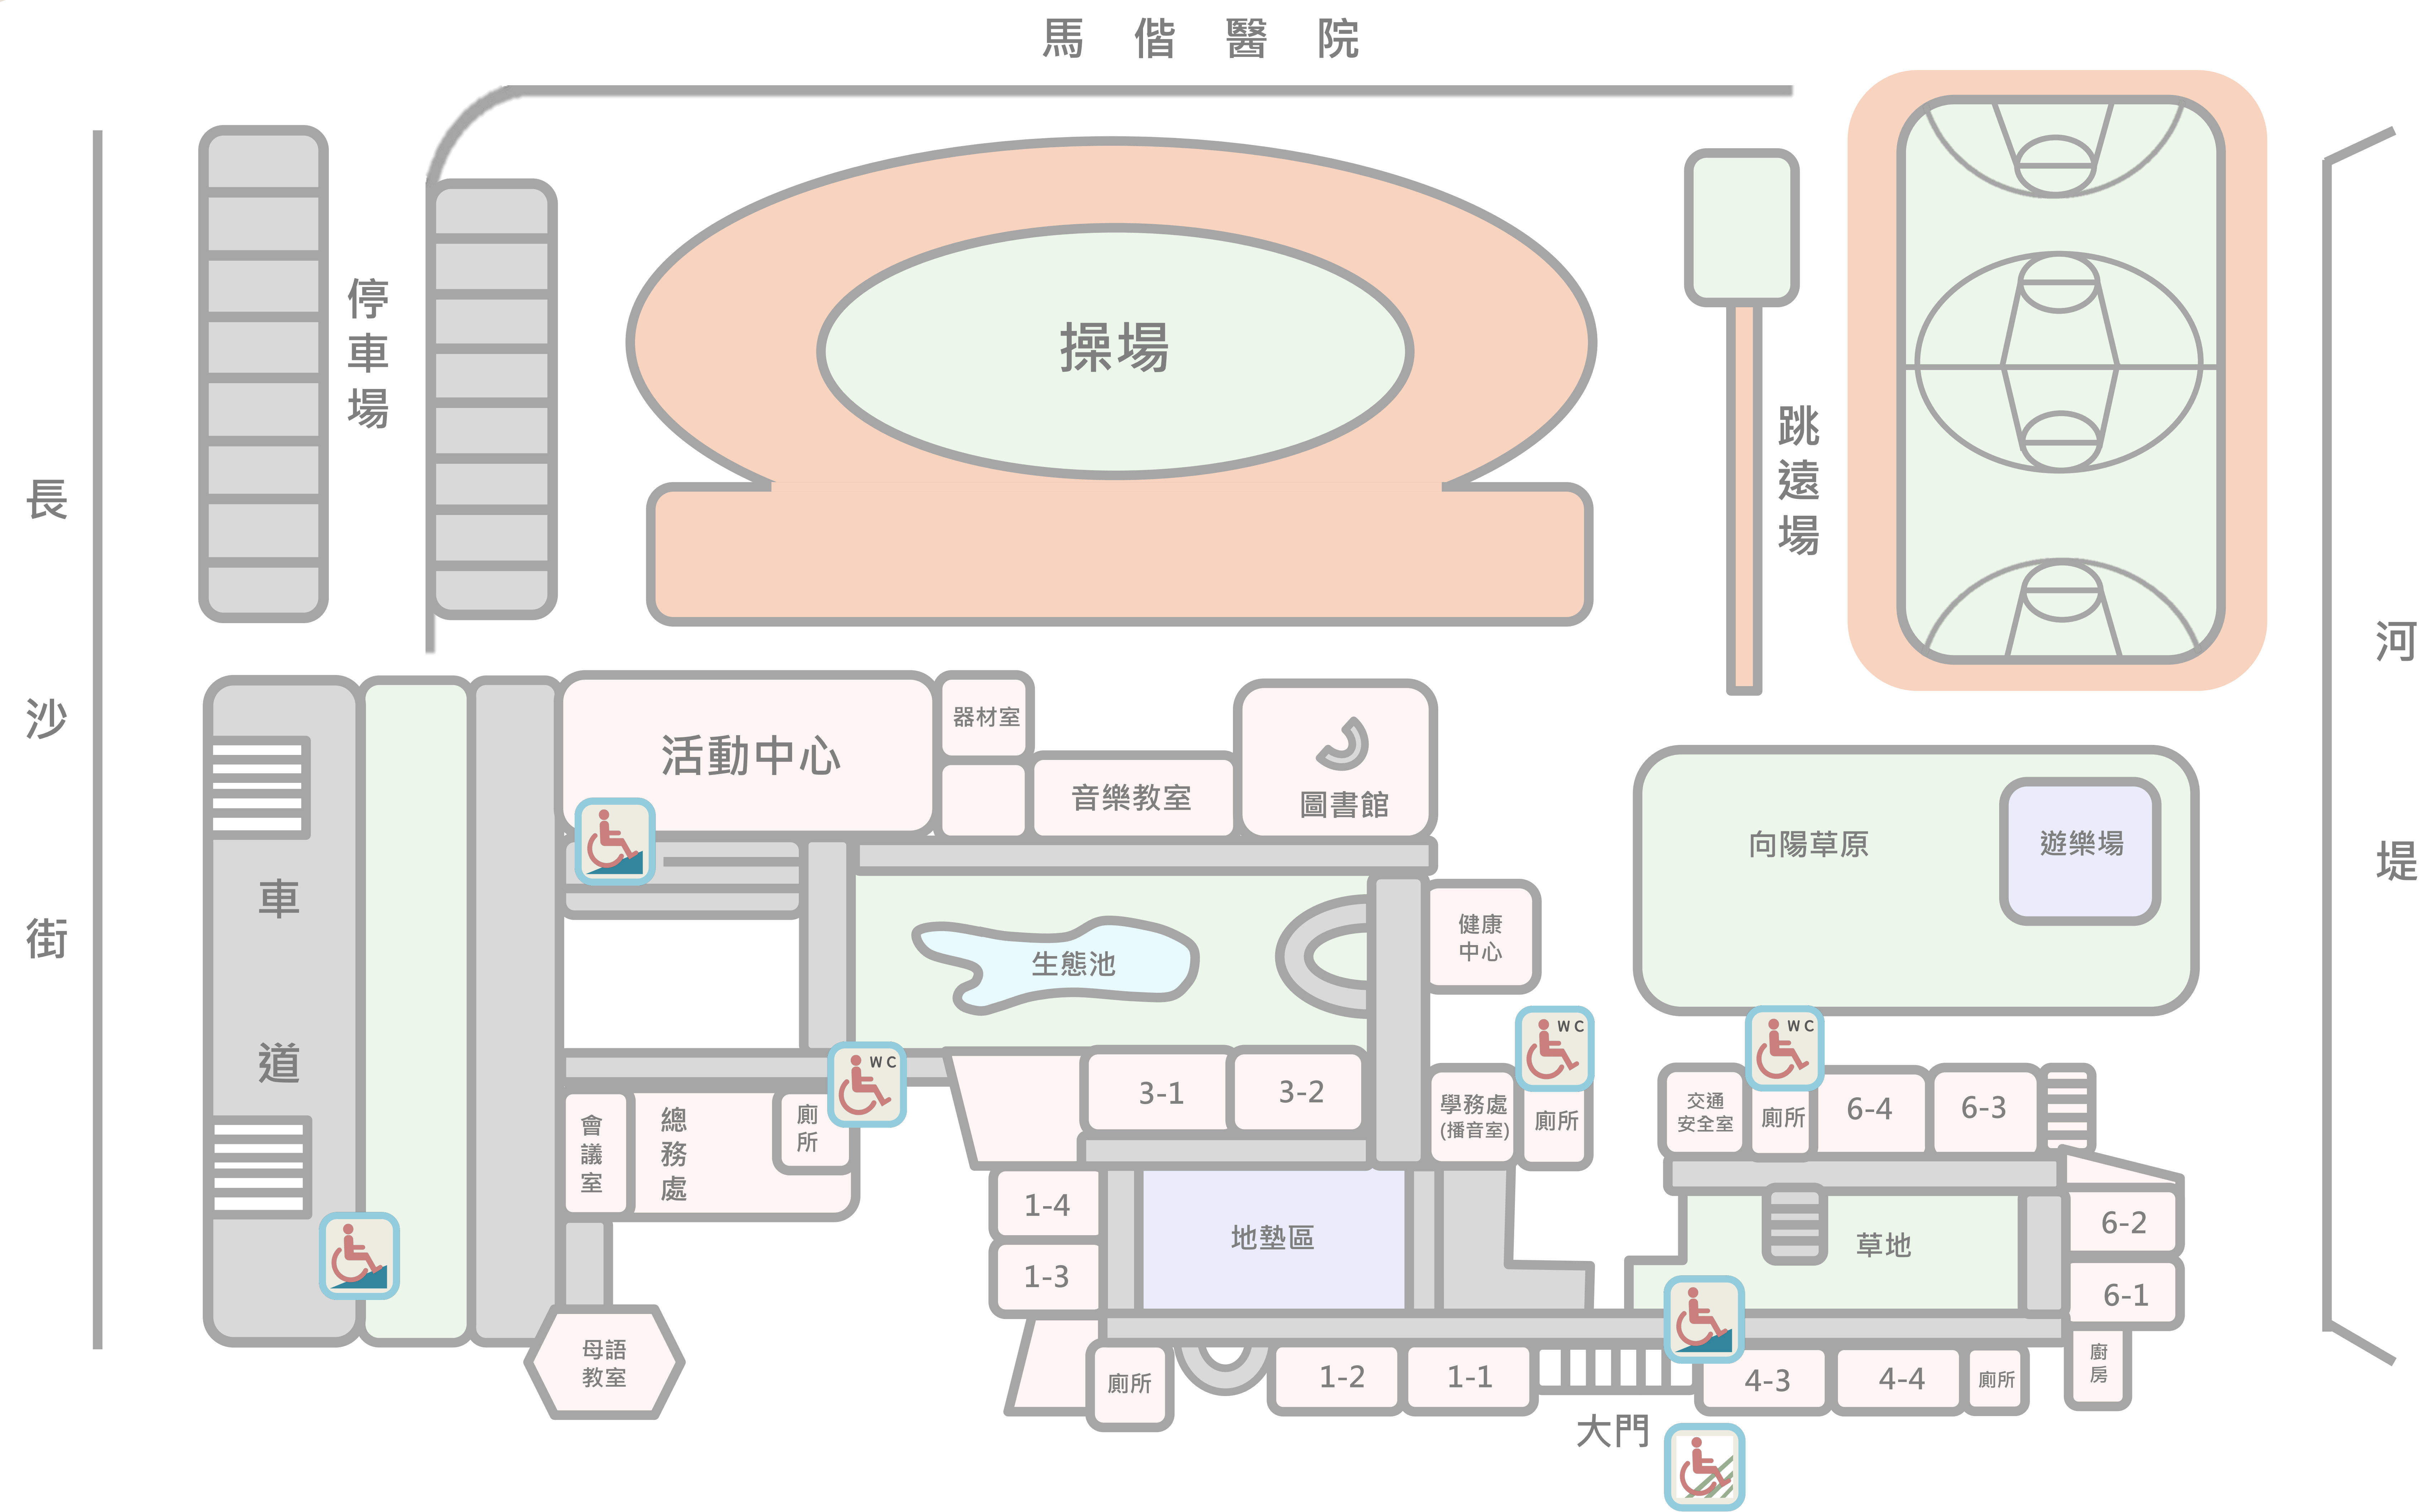 馬偕醫院
長沙街
停車場
操場
跳遠場
河堤
活動中心
器材室
音樂教室
圖書館
向陽草原
遊樂場
車道
生態池
健康
中心
WC
WC
WC
會議室
總務處
廁所
3-1
3-2
學務處
(播音室)
廁所
交通
安全室
廁所
6-4
6-3
1-4
1-3
地墊區
草地
6-2
6-1
母語
教室
廁所
1-2
1-1
大門
4-3
4-4
廁所
廚房